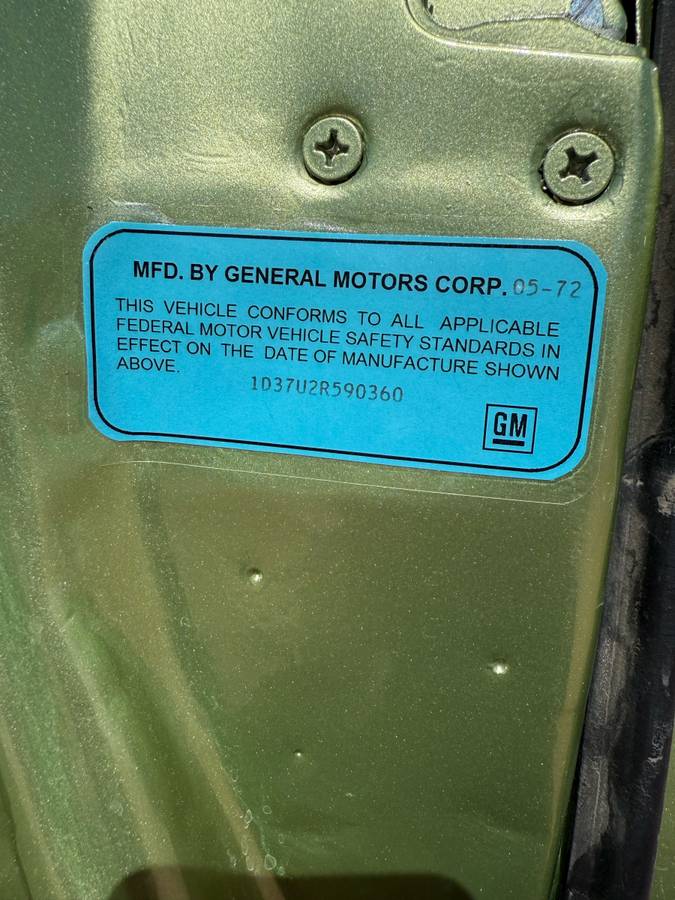 MFD. BY GENERAL MOTORS CORP. 05-72
THIS VEHICLE CONFORMS TO ALL APPLICABLE
FEDERAL MOTOR VEHICLE SAFETY STANDARDS IN
EFFECT ON THE DATE OF MANUFACTURE SHOWN
ABOVE.
1D37U2R590360
GM